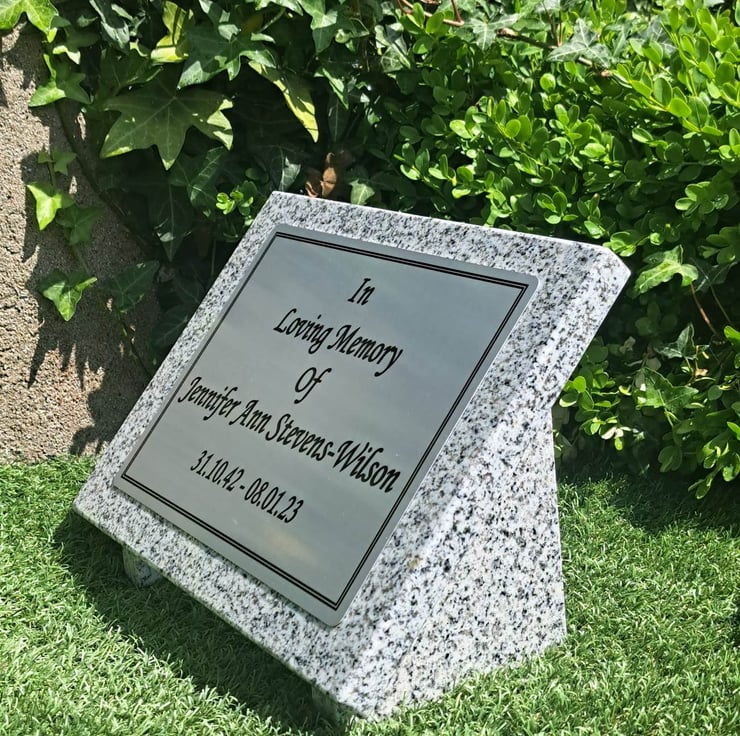 In
Loving Memory
Of
Jennifer Ann Stevens-Wilson
31.10.42 - 08.01.23